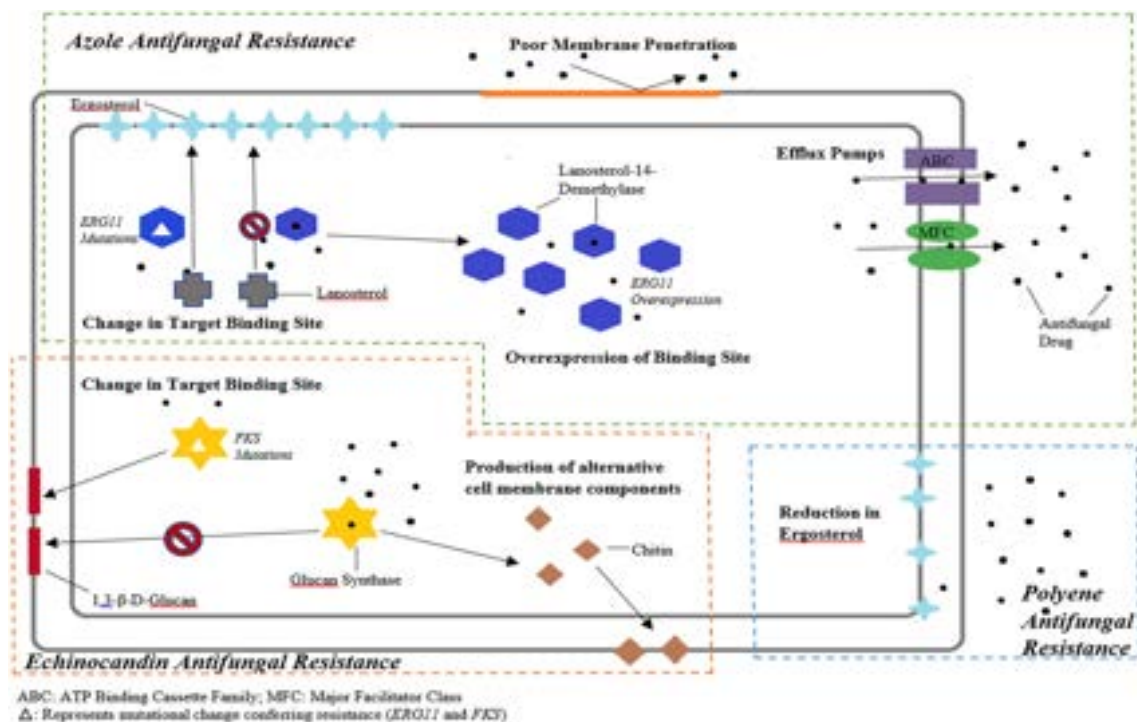 Azole Antifungal Resistance
Poor Membrane Penetration
Ergosterol
Efflux Pumps
ABC
Lanosterol-14-
Demethylase
ERG11
Mutations
MFC
Lanosterol
ERG11
Overexpression
Change in Target Binding Site
Overexpression of Binding Site
Antifungal
Drug
Change in Target Binding Site
FKS
Mutations
Production of alternative
cell membrane components
Reduction in
Ergosterol
Chitin
Glucan Synthase
1,3-β-D-Glucan
Polyene
Antifungal
Resistance
Echinocandin Antifungal Resistance
ABC: ATP Binding Cassette Family; MFC: Major Facilitator Class
△: Represents mutational change conferring resistance (ERG11 and FKS)